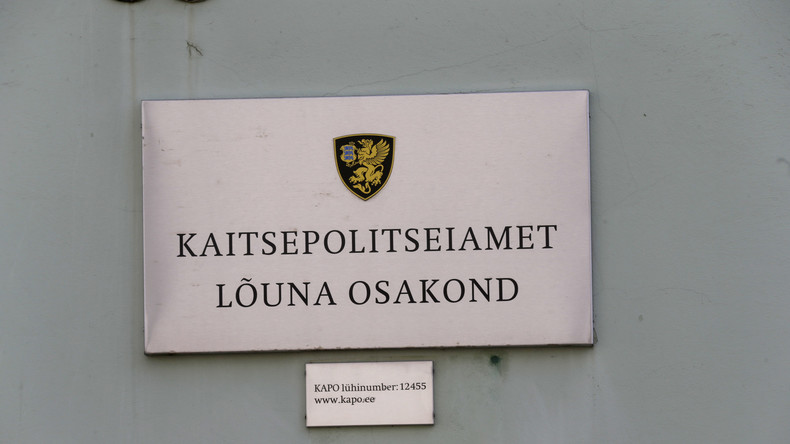 KAITSEPOLITSEIAMET
LÕUNA OSAKOND
KAPO lühinumber: 12455
www.kapo.ee